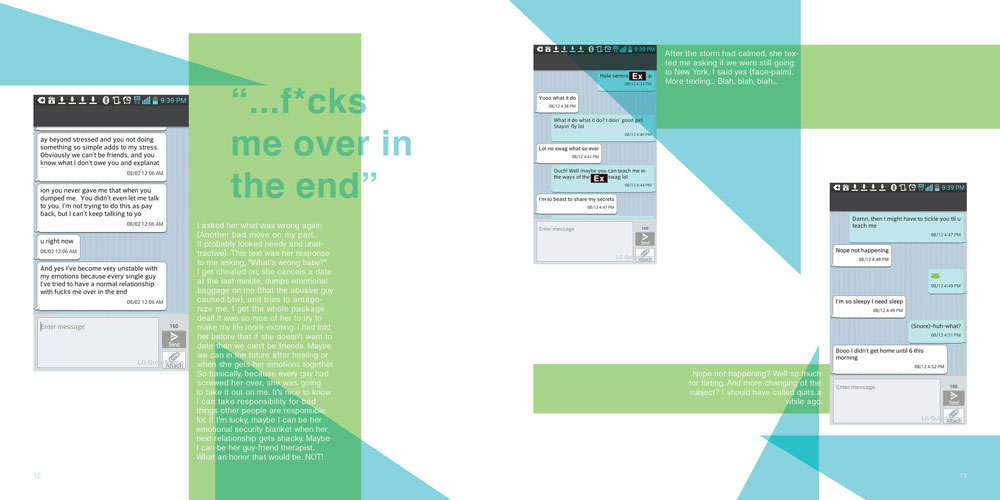 9:39 PM
ay beyond stressed and you not doing
something so simple adds to my stress.
Obviously we can't be friends, and you
know what I don't owe you and explanat
08/02 12:06 AM
ion you never gave me that when you
dumped me. You didn't even let me talk
to you. I'm not trying to do this as pay
back, but I can't keep talking to yo
08/02 12:06 AM
u right now
08/02 12:06 AM
And yes I've become very unstable with
my emotions because every single guy
I've tried to have a normal relationship
with fucks me over in the end
08/02 12:06 AM
Enter message
160
Send
Attach
“...f*cks
me over in
the end”
I asked her what was wrong again
(Another bad move on my part.
It probably looked needy and unat-
tractive). This text was her response
to me asking, "What's wrong baby?"
I get cheated on, she cancels a date
at the last minute, dumps emotional
baggage on me (that the abusive guy
caused btw), and tries to antago-
nize me. I get the whole package
deal! It was so nice of her to try to
make my life more exciting. I had told
her before that if she doesn't want to
date then we can't be friends. Maybe
we can in the future after healing or
when she gets her emotions together.
So basically, because every guy had
screwed her over, she was going
to take it out on me. It's nice to know
I can take responsibility for bad
things other people are responsible
for. If I'm lucky, maybe I can be her
emotional security blanket when her
next relationship gets shacky. Maybe
I can be her guy-friend therapist.
What an honor that would be. NOT!
12
9:39 PM
Hola senora Ex :p
08/12 4:33 PM
Yooo what it do
08/12 4:38 PM
What it do what it do? I doin' good girl
Stayin' fly lol
08/12 4:40 PM
Lol no swag what so ever
08/12 4:41 PM
Ouch! Well maybe you can teach me in
the ways of the Ex swag lol
08/12 4:44 PM
I'm to beast to share my secrets
08/12 4:47 PM
Enter message
160
Send
Attach
After the storm had calmed, she tex-
ted me asking if we were still going
to New York. I said yes (face-palm).
More texting... Blah, blah, blah...
9:39 PM
Damn, then I might have to tickle you til u
teach me
08/12 4:47 PM
Nope not happening
08/12 4:48 PM
08/12 4:49 PM
I'm so sleepy I need sleep
08/12 4:49 PM
(Snore)-huh-what?
08/12 4:51 PM
Booo I didn't get home until 6 this
morning
08/12 4:52 PM
Enter message
160
Send
Attach
Nope not happening? Well so much
for flirting. And more changing of the
subject? I should have called quits a
while ago.
13